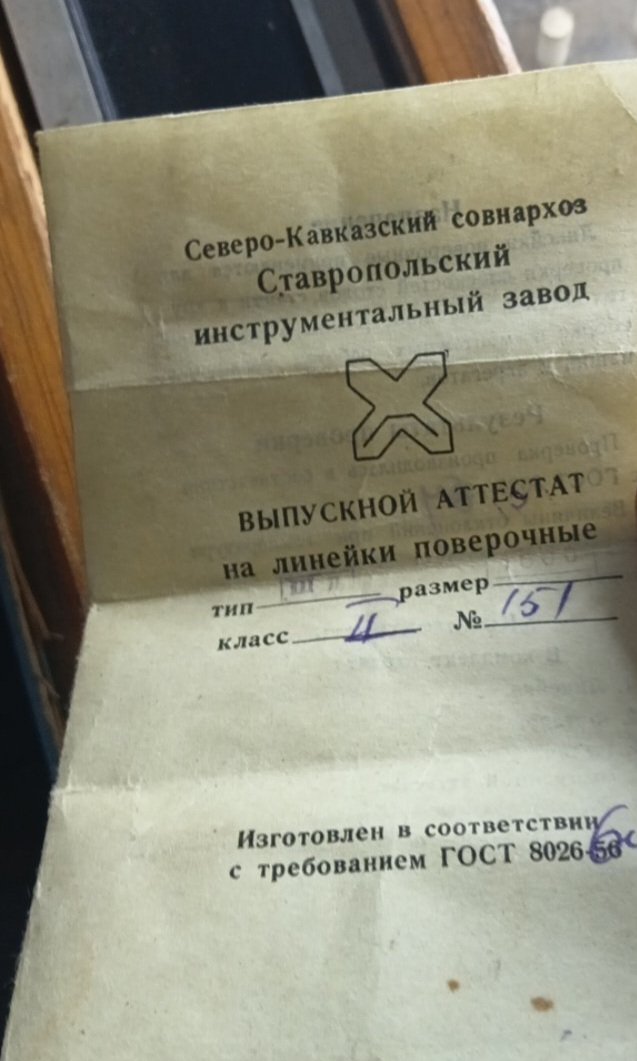 Северо-Кавказский совнархоз
Ставропольский
инструментальный завод
ВЫПУСКНОЙ АТТЕСТАТ
на линейки поверочные
тип размер
класс II № 151
Изготовлен в соответствии
с требованием ГОСТ 8026-56